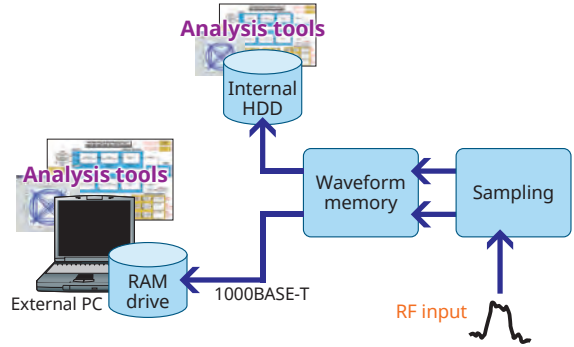 Analysis tools
Internal
HDD
Analysis tools
Waveform
memory
Sampling
RAM
drive
External PC
1000BASE-T
RF input